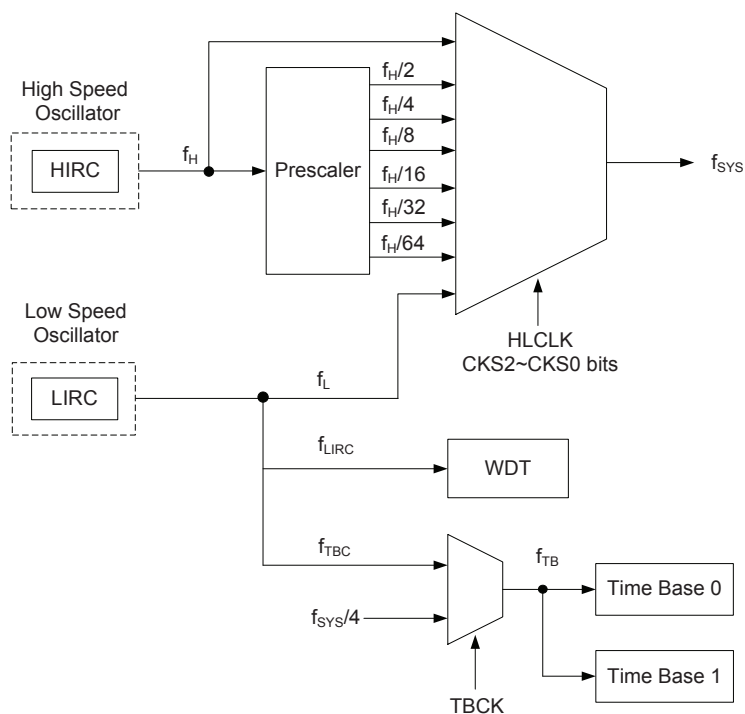 High Speed
Oscillator
HIRC
fH
Prescaler
fH/2
fH/4
fH/8
fH/16
fH/32
fH/64
fSYS
HLCLK
CKS2~CKS0 bits
Low Speed
Oscillator
LIRC
fL
fLIRC
WDT
fTBC
fSYS/4
TBCK
fTB
Time Base 0
Time Base 1